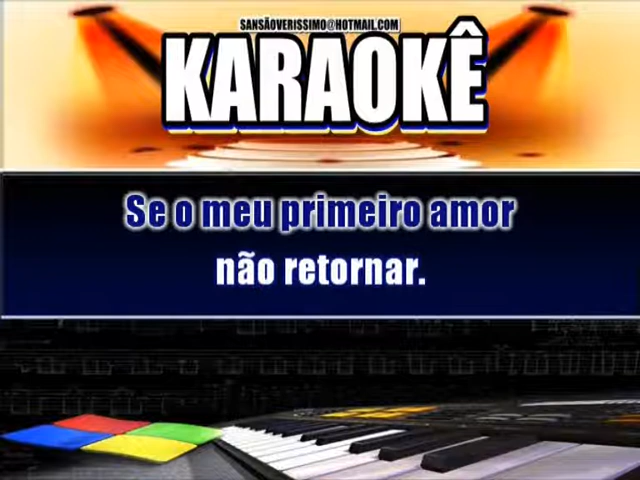 SANSÃOVERISSIMO@HOTMAIL.COM
KARAOKÊ
Se o meu primeiro amor
não retornar.